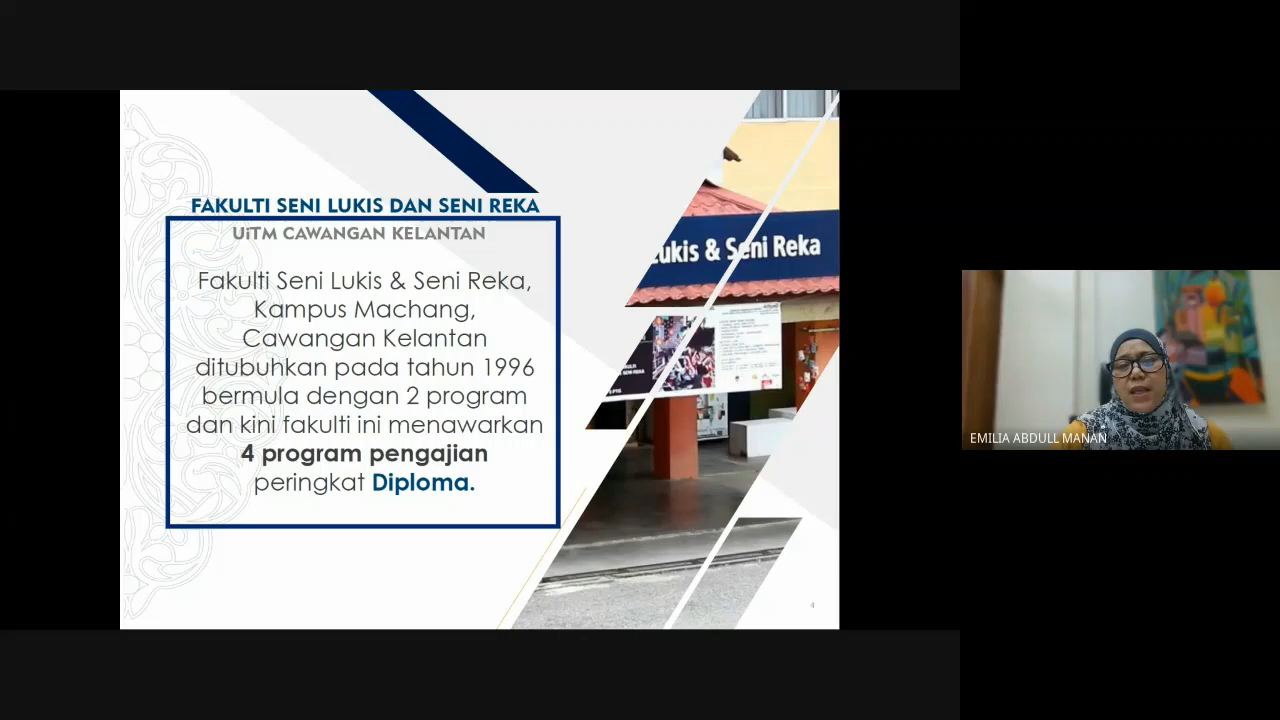 FAKULTI SENI LUKIS DAN SENI REKA
UiTM CAWANGAN KELANTAN
Fakulti Seni Lukis & Seni Reka,
Kampus Machang,
Cawangan Kelantan
ditubuhkan pada tahun 1996
bermula dengan 2 program
dan kini fakulti ini menawarkan
4 program pengajian
peringkat Diploma.
Lukis & Seni Reka
4
EMILIA ABDULL MANAN